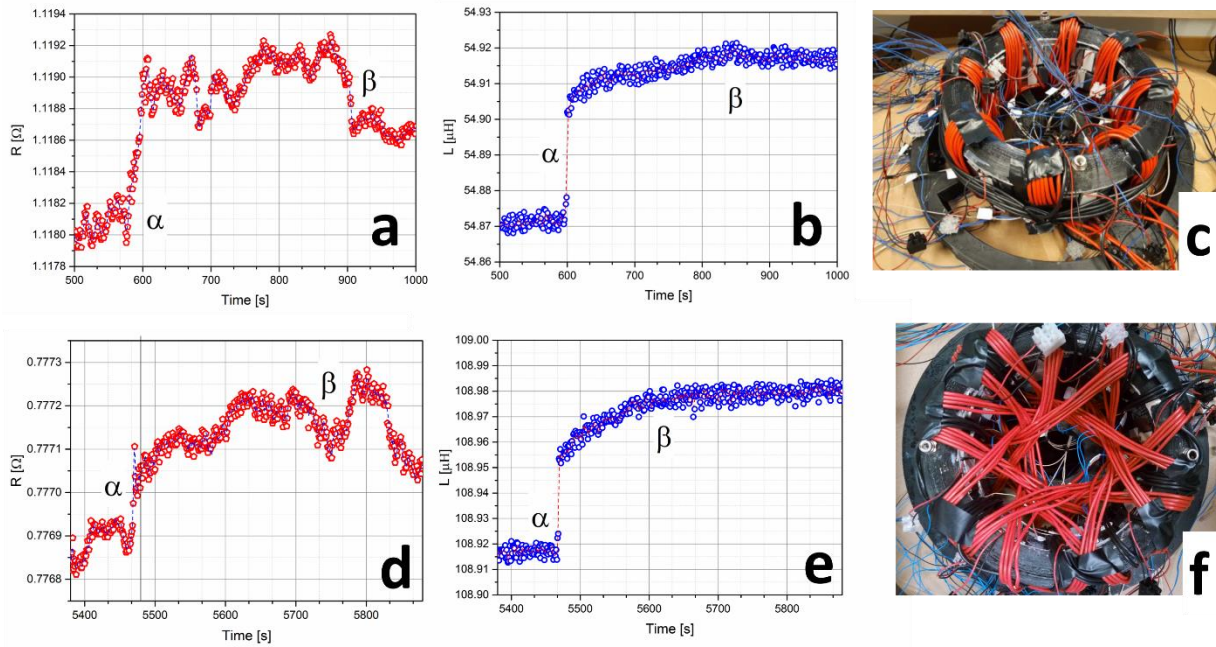 1.1194
1.1192
1.1190
1.1188
1.1186
1.1184
1.1182
1.1180
1.1178
R [Ω]
α
β
a
500 600 700 800 900 1000
Time [s]
54.93
54.92
54.91
54.90
54.89
54.88
54.87
54.86
L [μH]
α
β
b
500 600 700 800 900 1000
Time [s]
c
0.7773
0.7772
0.7771
0.7770
0.7769
0.7768
R [Ω]
α
β
d
5400 5500 5600 5700 5800
Time [s]
109.00
108.99
108.98
108.97
108.96
108.95
108.94
108.93
108.92
108.91
108.90
L [μH]
α
β
e
5400 5500 5600 5700 5800
Time [s]
f